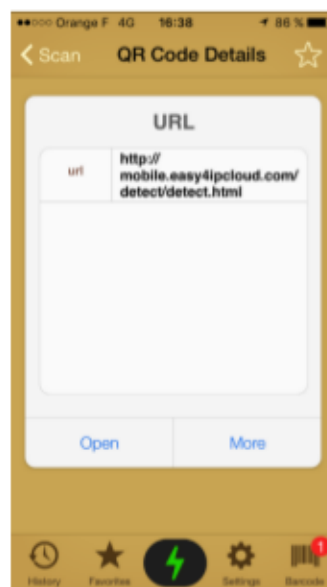 Orange F 4G 16:38 86 %
Scan QR Code Details
URL
url http://
mobile.easy4ipcloud.com/
detect/detect.html
Open More
1
History Favorites Settings Barcode